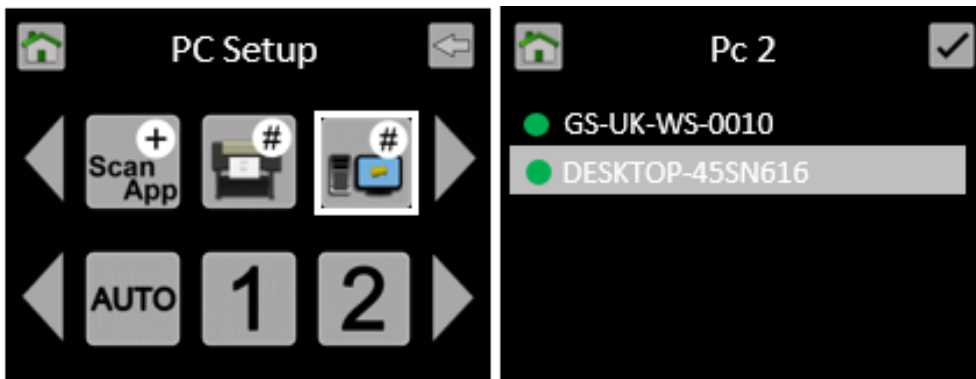 PC Setup
+
Scan
App
#
#
AUTO
1
2
Pc 2
GS-UK-WS-0010
DESKTOP-45SN616